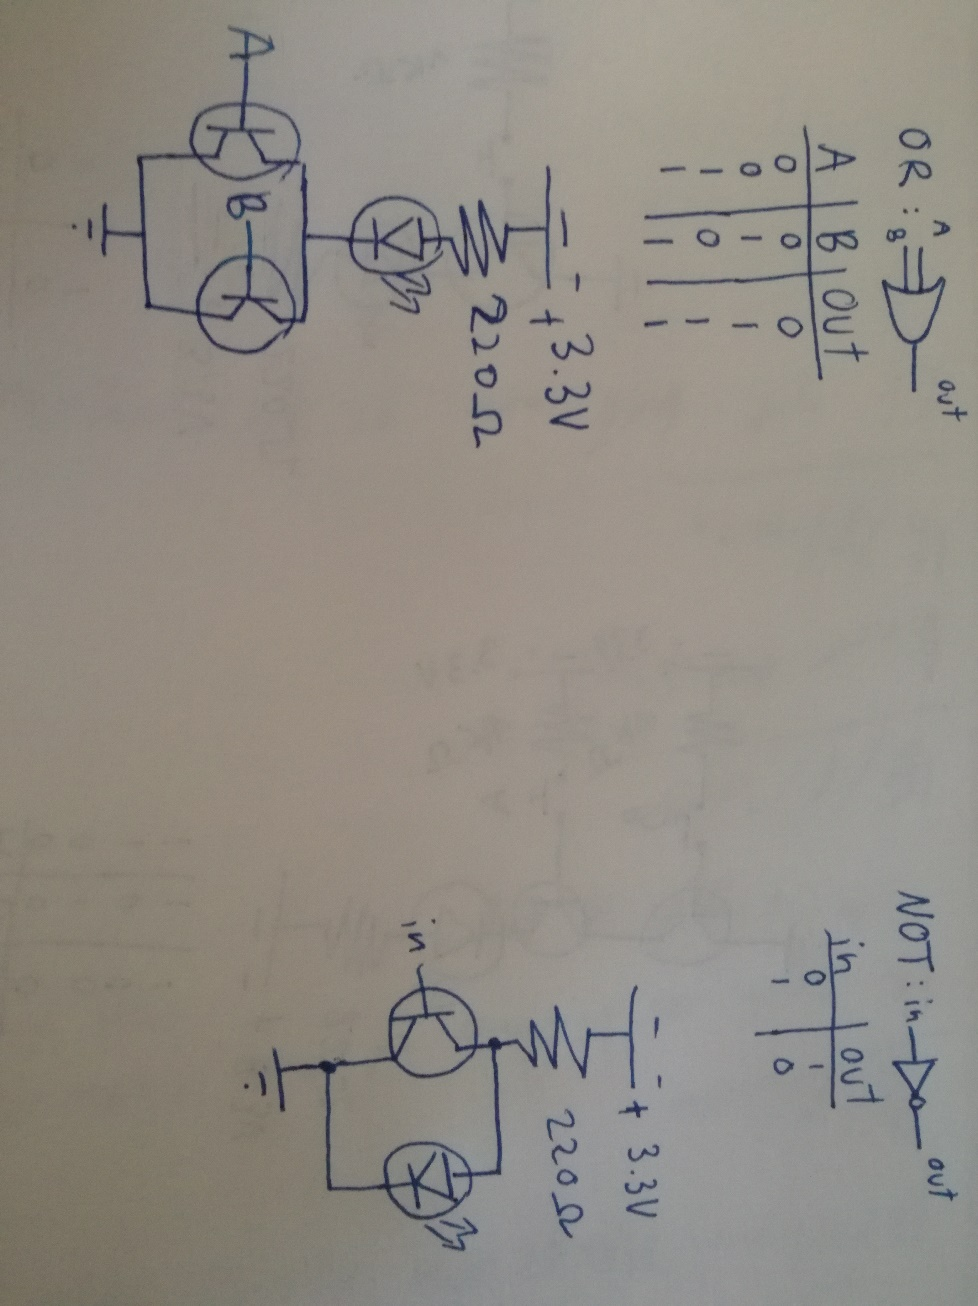 OR : A B out
A B out
0 0 0
0 1 1
1 0 1
1 1 1
+ 3.3V
220Ω
A
B
NOT : in out
in out
0 1
1 0
+ 3.3V
220Ω
in